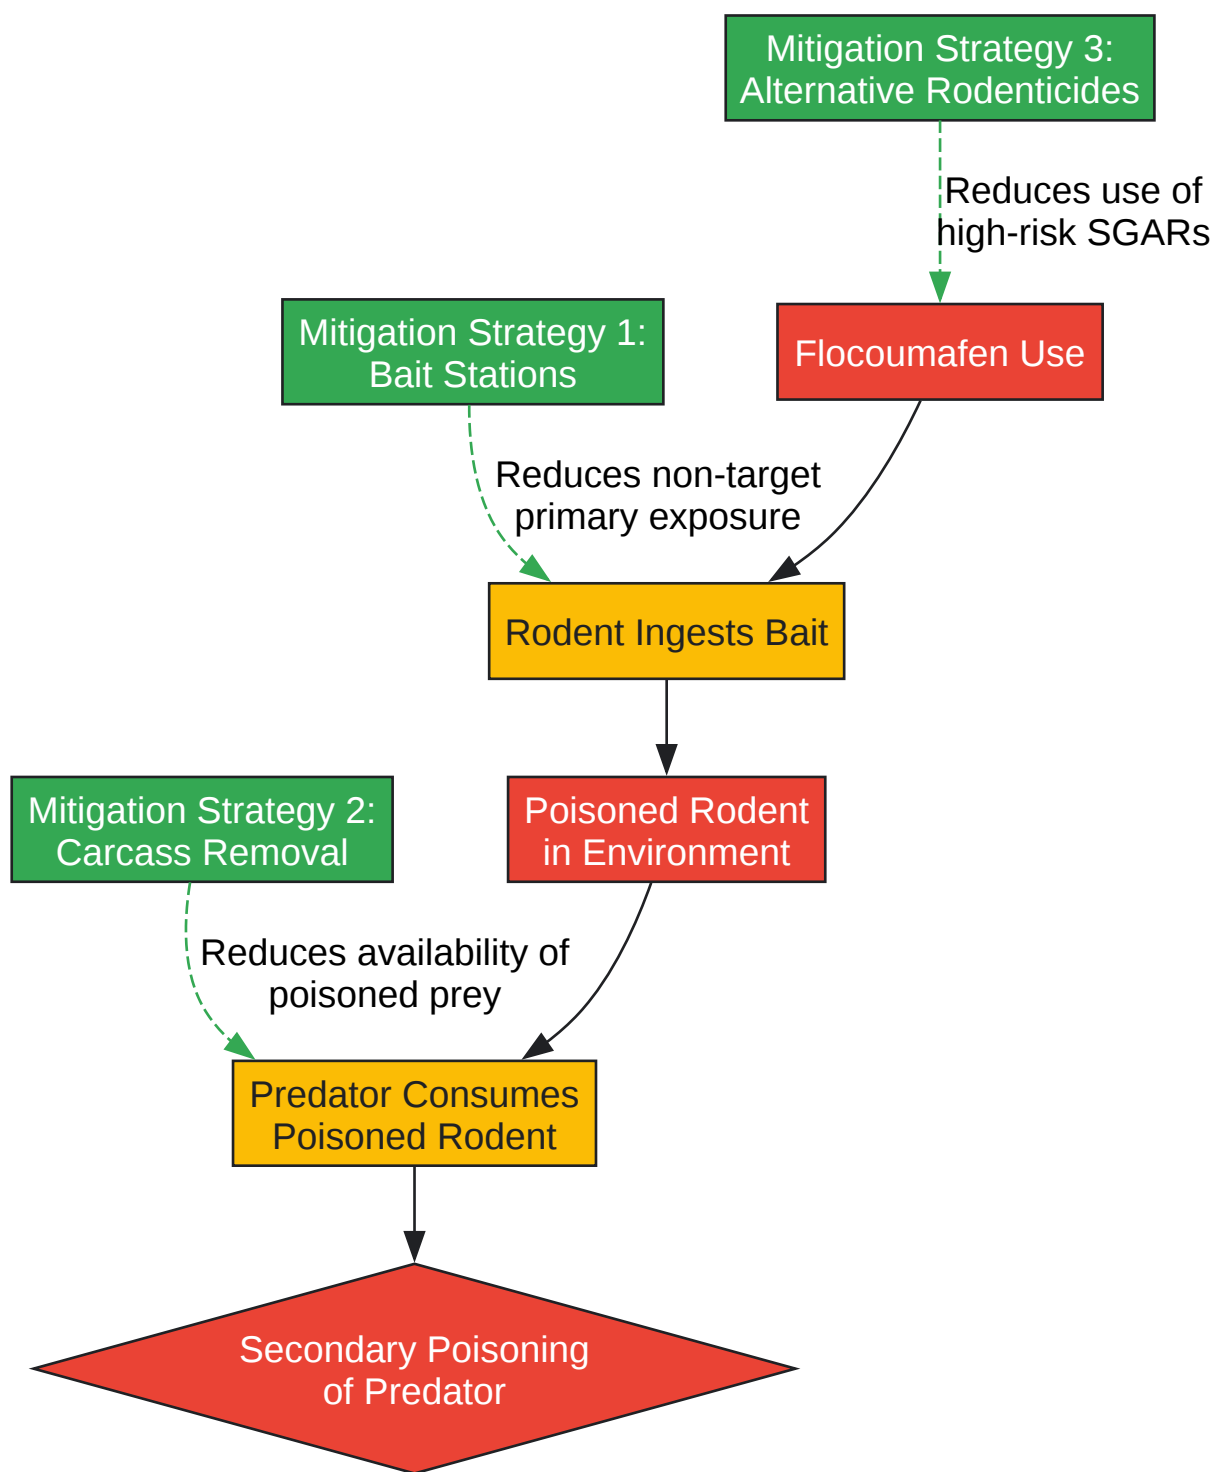 Mitigation Strategy 3:
Alternative Rodenticides
Reduces use of
high-risk SGARs
Mitigation Strategy 1:
Bait Stations
Flocoumafen Use
Reduces non-target
primary exposure
Rodent Ingests Bait
Mitigation Strategy 2:
Carcass Removal
Poisoned Rodent
in Environment
Reduces availability of
poisoned prey
Predator Consumes
Poisoned Rodent
Secondary Poisoning
of Predator